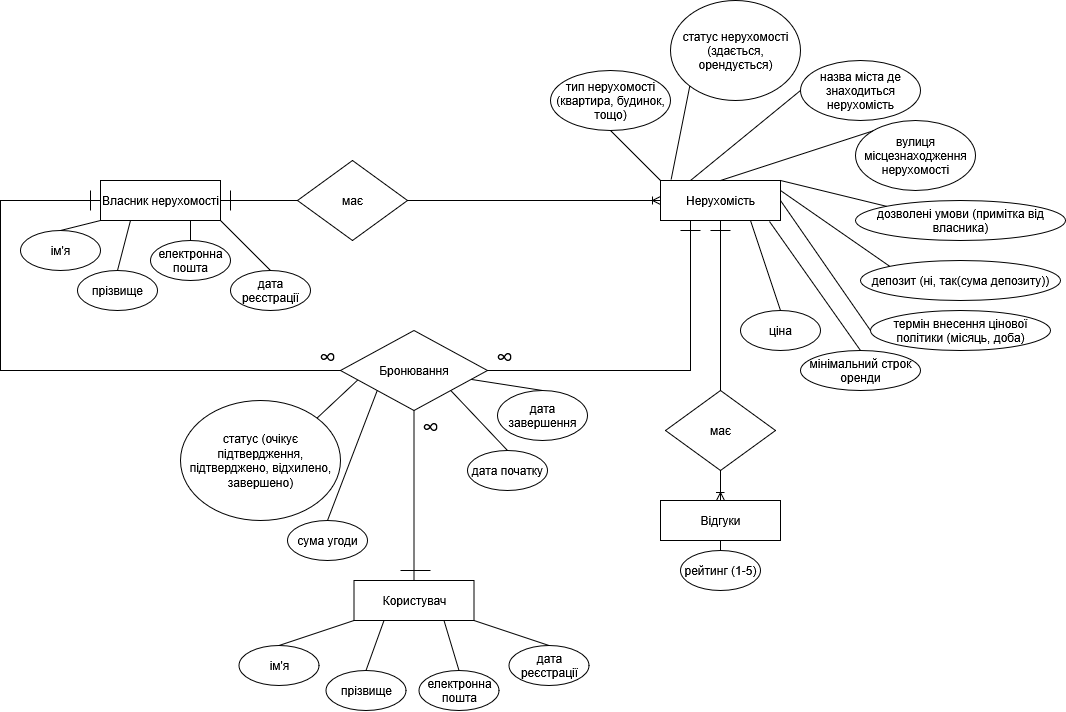 статус нерухомості
(здається,
орендується)
тип нерухомості
(квартира, будинок,
тощо)
назва міста де
знаходиться
нерухомість
вулиця
місцезнаходження
нерухомості
Власник нерухомості
має
Нерухомість
дозволені умови (примітка від
власника)
ім'я
прізвище
електронна
пошта
дата
реєстрації
депозит (ні, так(сума депозиту))
термін внесення цінової
політики (місяць, доба)
ціна
мінімальний строк
оренди
∞
Бронювання
∞
∞
дата
завершення
статус (очікує
підтвердження,
підтверджено, відхилено,
завершено)
дата початку
сума угоди
має
Відгуки
рейтинг (1-5)
Користувач
ім'я
прізвище
електронна
пошта
дата
реєстрації